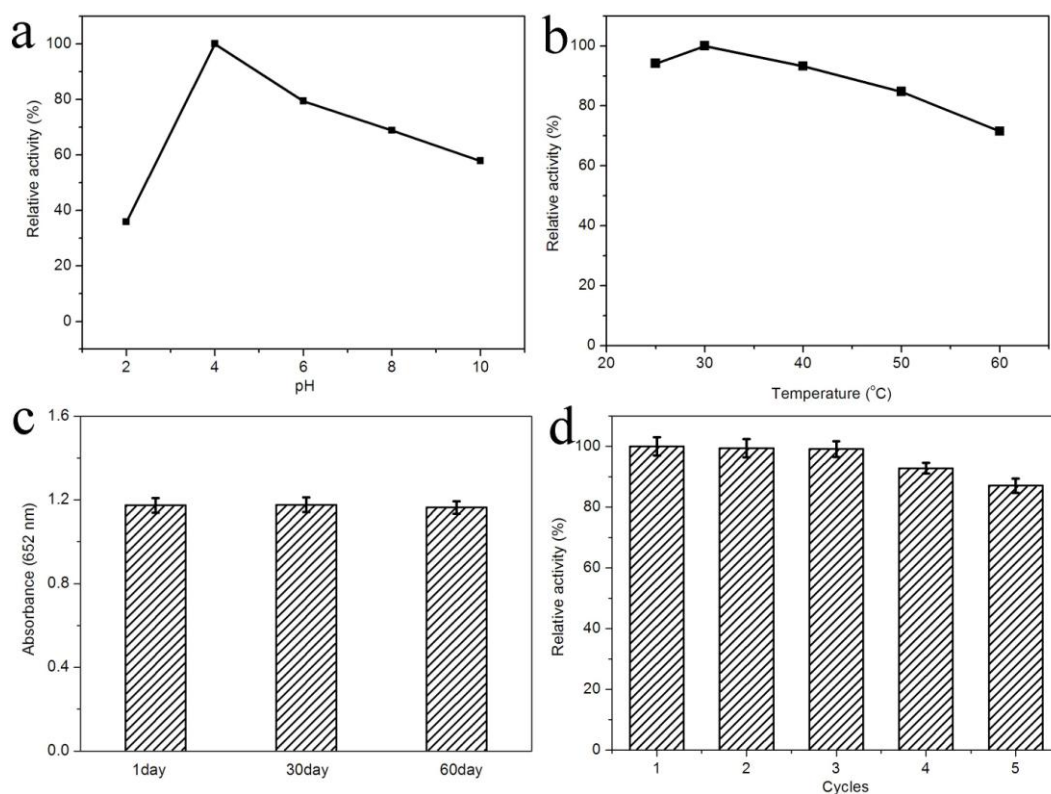 a
Relative activity (%)
100
80
60
40
20
0
2
4
6
8
10
pH
b
Relative activity (%)
100
80
60
40
20
0
20
30
40
50
60
Temperature (°C)
c
Absorbance (652 nm)
1.6
1.2
0.8
0.4
0.0
1day
30day
60day
d
Relative activity (%)
100
80
60
40
20
0
1
2
3
4
5
Cycles